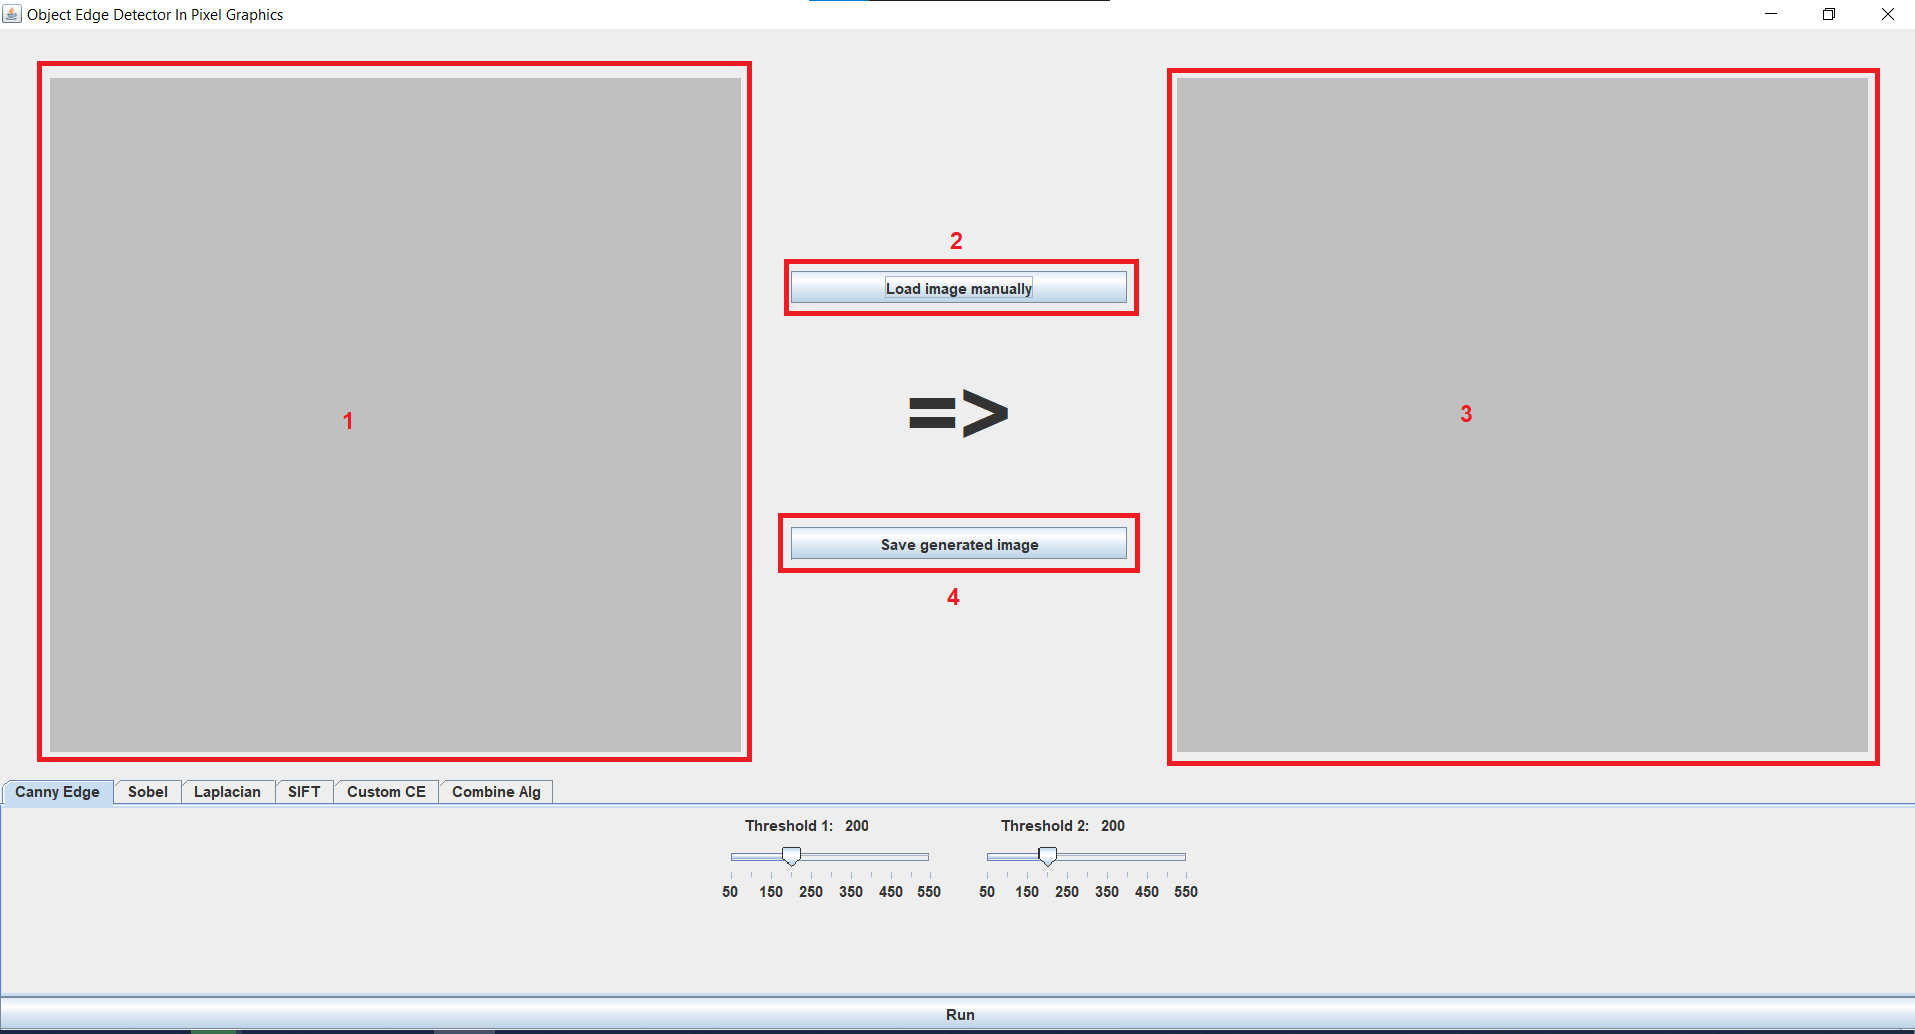 Object Edge Detector In Pixel Graphics
2
Load image manually
1
=>
3
Save generated image
4
Canny Edge Sobel Laplacian SIFT Custom CE Combine Alg
Threshold 1: 200 Threshold 2: 200
50 150 250 350 450 550 50 150 250 350 450 550
Run